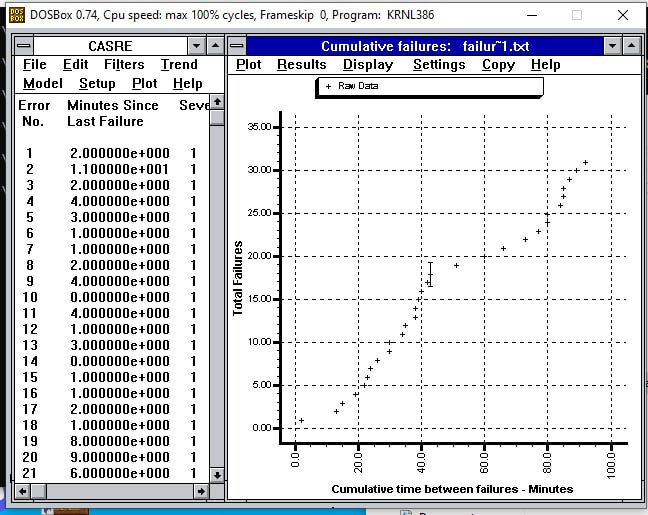 DOSBox 0.74, Cpu speed: max 100% cycles, Frameskip 0, Program: KRNL386
CASRE
File Edit Filters Trend
Model Setup Plot Help
Error Minutes Since Seve
No. Last Failure
1 2.000000e+000 1
2 1.100000e+001 1
3 2.000000e+000 1
4 4.000000e+000 1
5 3.000000e+000 1
6 1.000000e+000 1
7 1.000000e+000 1
8 2.000000e+000 1
9 4.000000e+000 1
10 0.000000e+000 1
11 4.000000e+000 1
12 1.000000e+000 1
13 3.000000e+000 1
14 0.000000e+000 1
15 1.000000e+000 1
16 1.000000e+000 1
17 2.000000e+000 1
18 1.000000e+000 1
19 8.000000e+000 1
20 9.000000e+000 1
21 6.000000e+000 1
Cumulative failures: failur~1.txt
Plot Results Display Settings Copy Help
Raw Data
Total Failures
35.00
30.00
25.00
20.00
15.00
10.00
5.00
0.00
0.0 20.0 40.0 60.0 80.0 100.0
Cumulative time between failures - Minutes